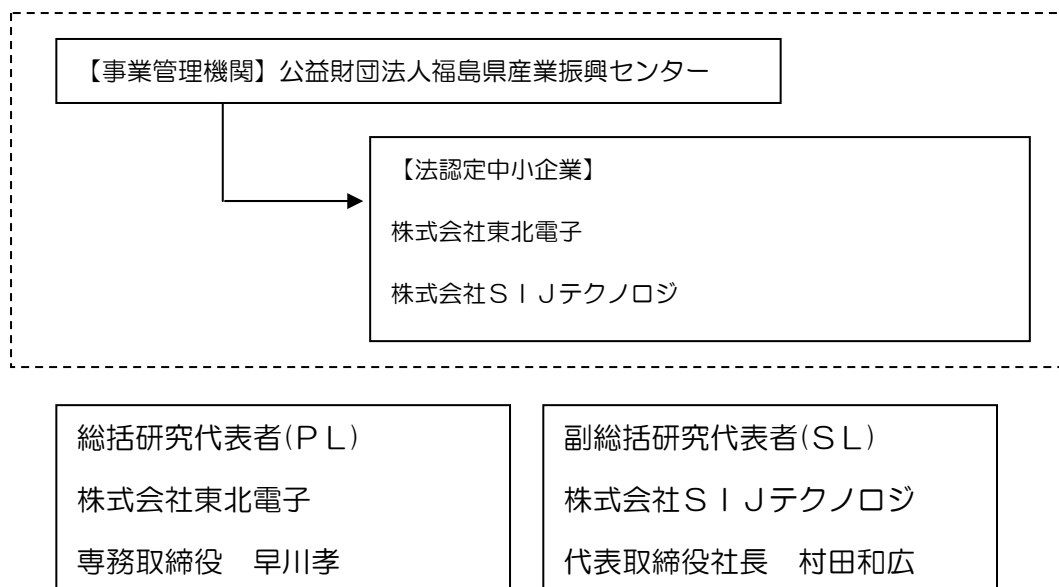 【事業管理機関】公益財団法人福島県産業振興センター
【法認定中小企業】
株式会社東北電子
株式会社ＳＩＪテクノロジ
総括研究代表者(ＰＬ)
株式会社東北電子
専務取締役　早川孝
副総括研究代表者(ＳＬ)
株式会社ＳＩＪテクノロジ
代表取締役社長　村田和広